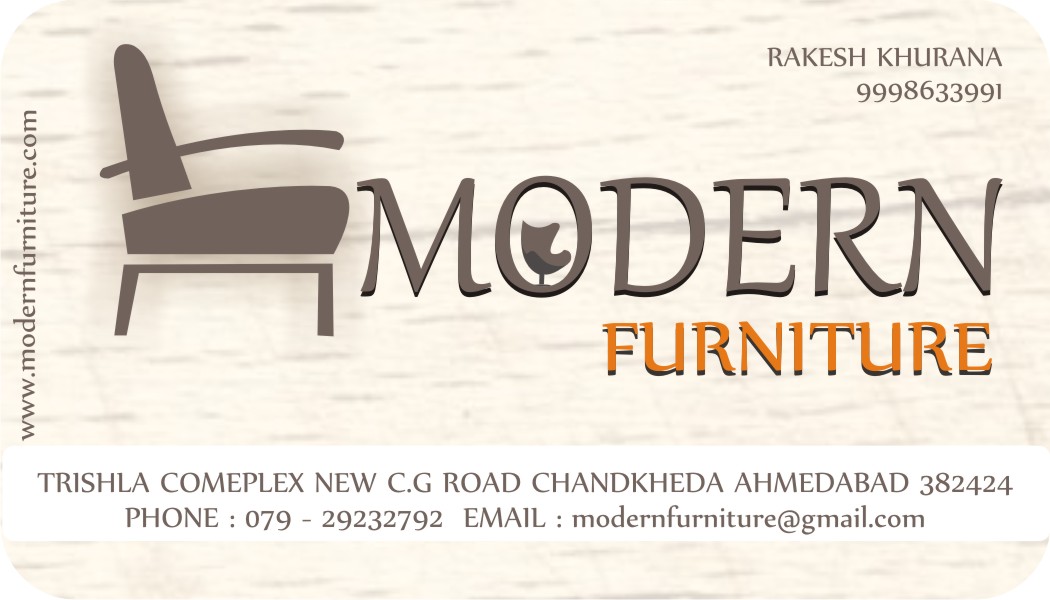 RAKESH KHURANA
9998633991
www.modernfurniture.com
MODERN
FURNITURE
TRISHLA COMEPLEX NEW C.G ROAD CHANDKHEDA AHMEDABAD 382424
PHONE : 079 - 29232792 EMAIL : modernfurniture@gmail.com